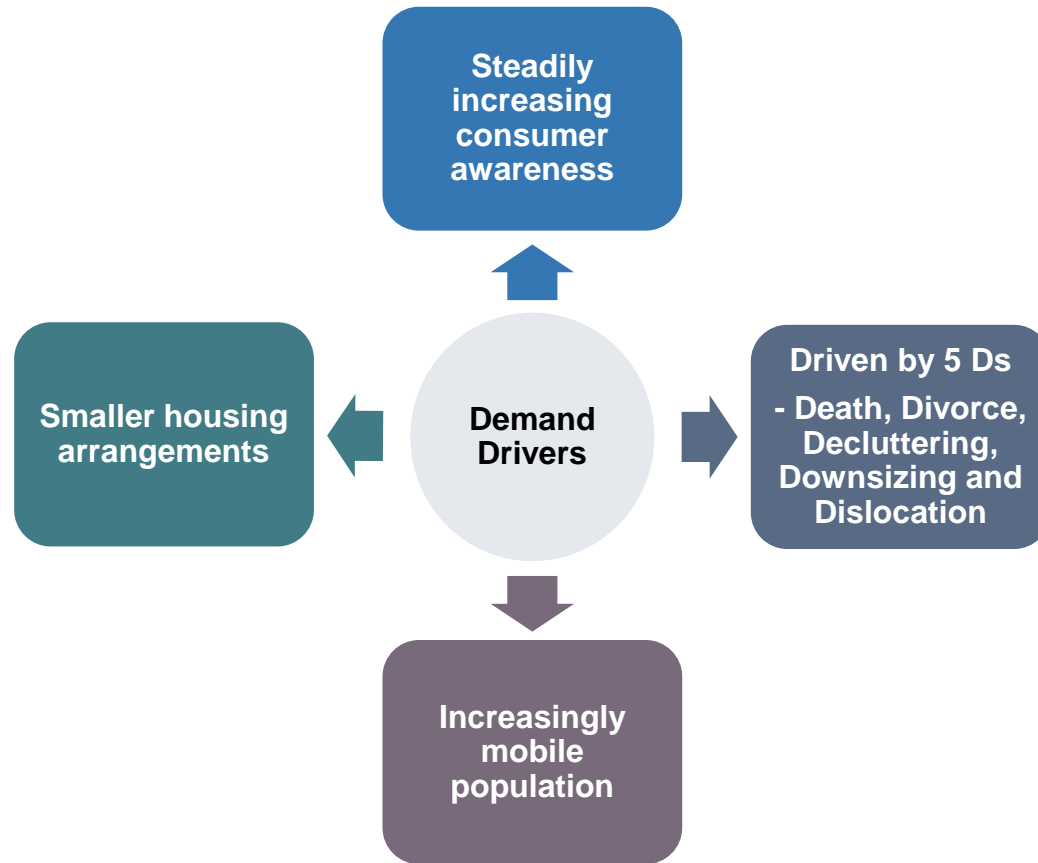 Steadily
increasing
consumer
awareness
Smaller housing
arrangements
Demand
Drivers
Driven by 5 Ds
- Death, Divorce,
Decluttering,
Downsizing and
Dislocation
Increasingly
mobile
population